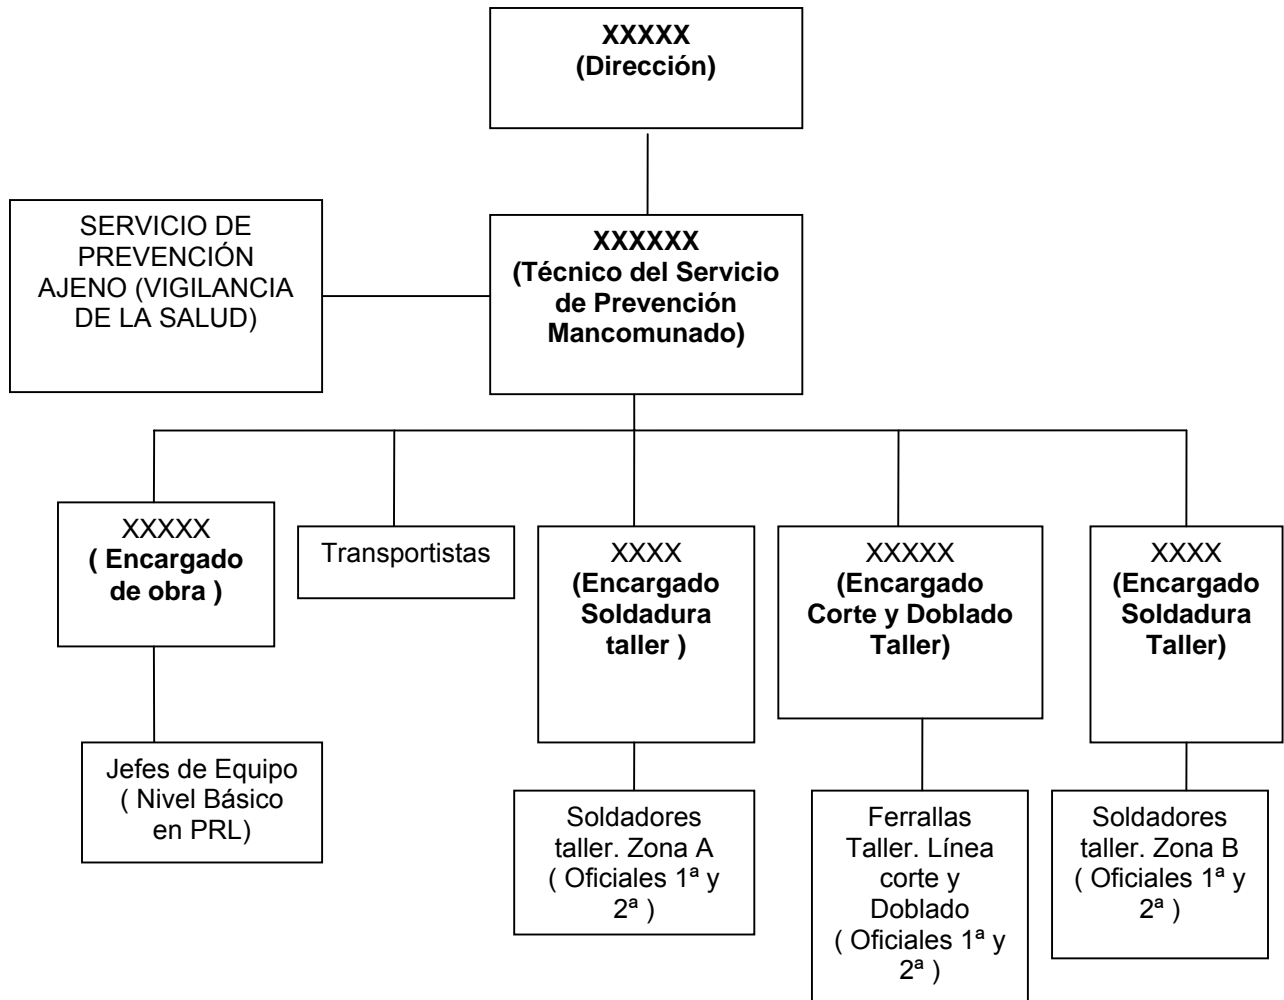 XXXXX
(Dirección)
SERVICIO DE
PREVENCIÓN
AJENO (VIGILANCIA
DE LA SALUD)
XXXXXX
(Técnico del Servicio
de Prevención
Mancomunado)
XXXXX
( Encargado
de obra )
Transportistas
XXXX
(Encargado
Soldadura
taller )
XXXXX
(Encargado
Corte y Doblado
Taller)
XXXX
(Encargado
Soldadura
Taller)
Jefes de Equipo
( Nivel Básico
en PRL)
Soldadores
taller. Zona A
( Oficiales 1ª y
2ª )
Ferrallas
Taller. Línea
corte y
Doblado
( Oficiales 1ª y
2ª )
Soldadores
taller. Zona B
( Oficiales 1ª y
2ª )